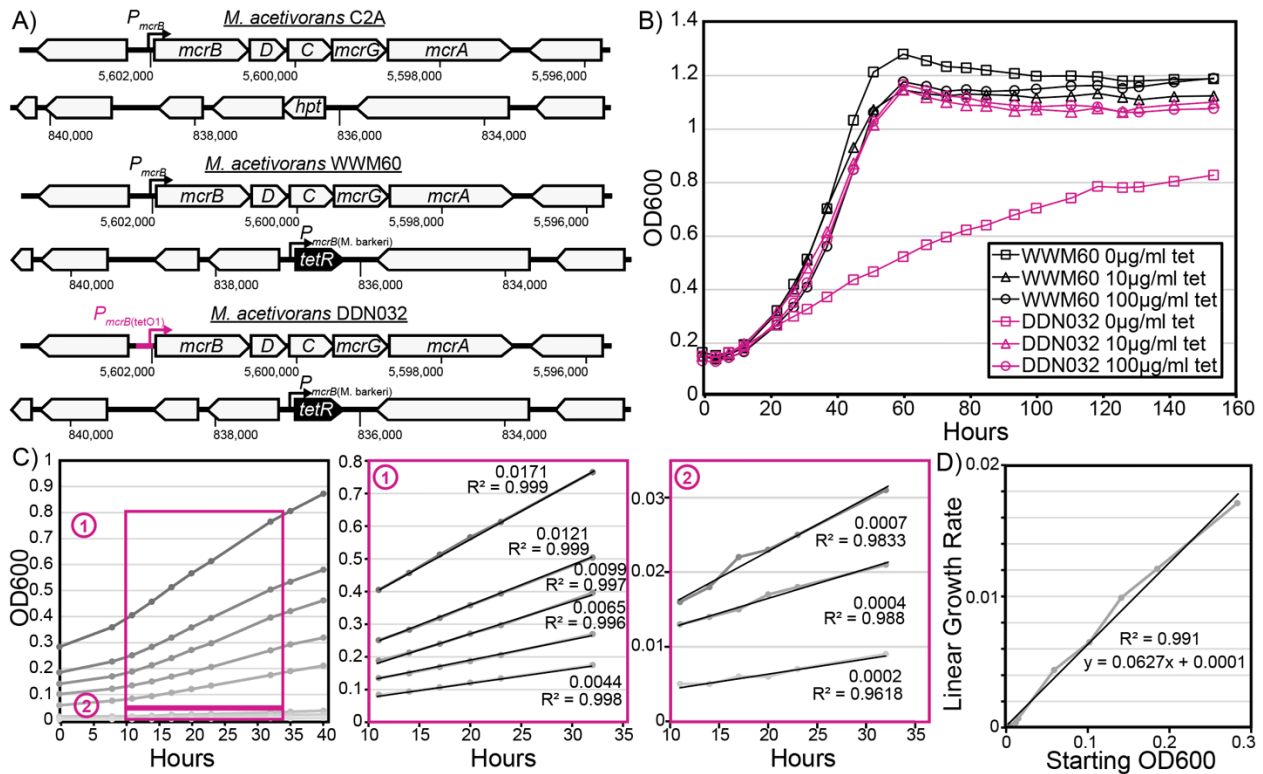 A)
M. acetivorans C2A
PmcrB
mcrB D C mcrG mcrA
5,602,000 5,600,000 5,598,000 5,596,000
hpt
840,000 838,000 836,000 834,000
M. acetivorans WWM60
PmcrB
mcrB D C mcrG mcrA
5,602,000 5,600,000 5,598,000 5,596,000
PmcrB(M. barkeri)
tetR
840,000 838,000 836,000 834,000
M. acetivorans DDN032
PmcrB(tetO1)
mcrB D C mcrG mcrA
5,602,000 5,600,000 5,598,000 5,596,000
PmcrB(M. barkeri)
tetR
840,000 838,000 836,000 834,000
B)
1.4
1.2
1.0
0.8
0.6
0.4
0.2
0
OD600
0 20 40 60 80 100 120 140 160
Hours
WWM60 0µg/ml tet
WWM60 10µg/ml tet
WWM60 100µg/ml tet
DDN032 0µg/ml tet
DDN032 10µg/ml tet
DDN032 100µg/ml tet
C)
1
0.9
0.8
0.7
0.6
0.5
0.4
0.3
0.2
0.1
0
OD600
1
2
0 5 10 15 20 25 30 35 40
Hours
1
0.8
0.7
0.6
0.5
0.4
0.3
0.2
0.1
0
0.0171
R² = 0.999
0.0121
R² = 0.999
0.0099
R² = 0.997
0.0065
R² = 0.996
0.0044
R² = 0.998
10 15 20 25 30 35
Hours
2
0.03
0.02
0.01
0
0.0007
R² = 0.9833
0.0004
R² = 0.988
0.0002
R² = 0.9618
10 15 20 25 30 35
Hours
D)
0.02
0.01
0
Linear Growth Rate
R² = 0.991
y = 0.0627x + 0.0001
0 0.1 0.2 0.3
Starting OD600